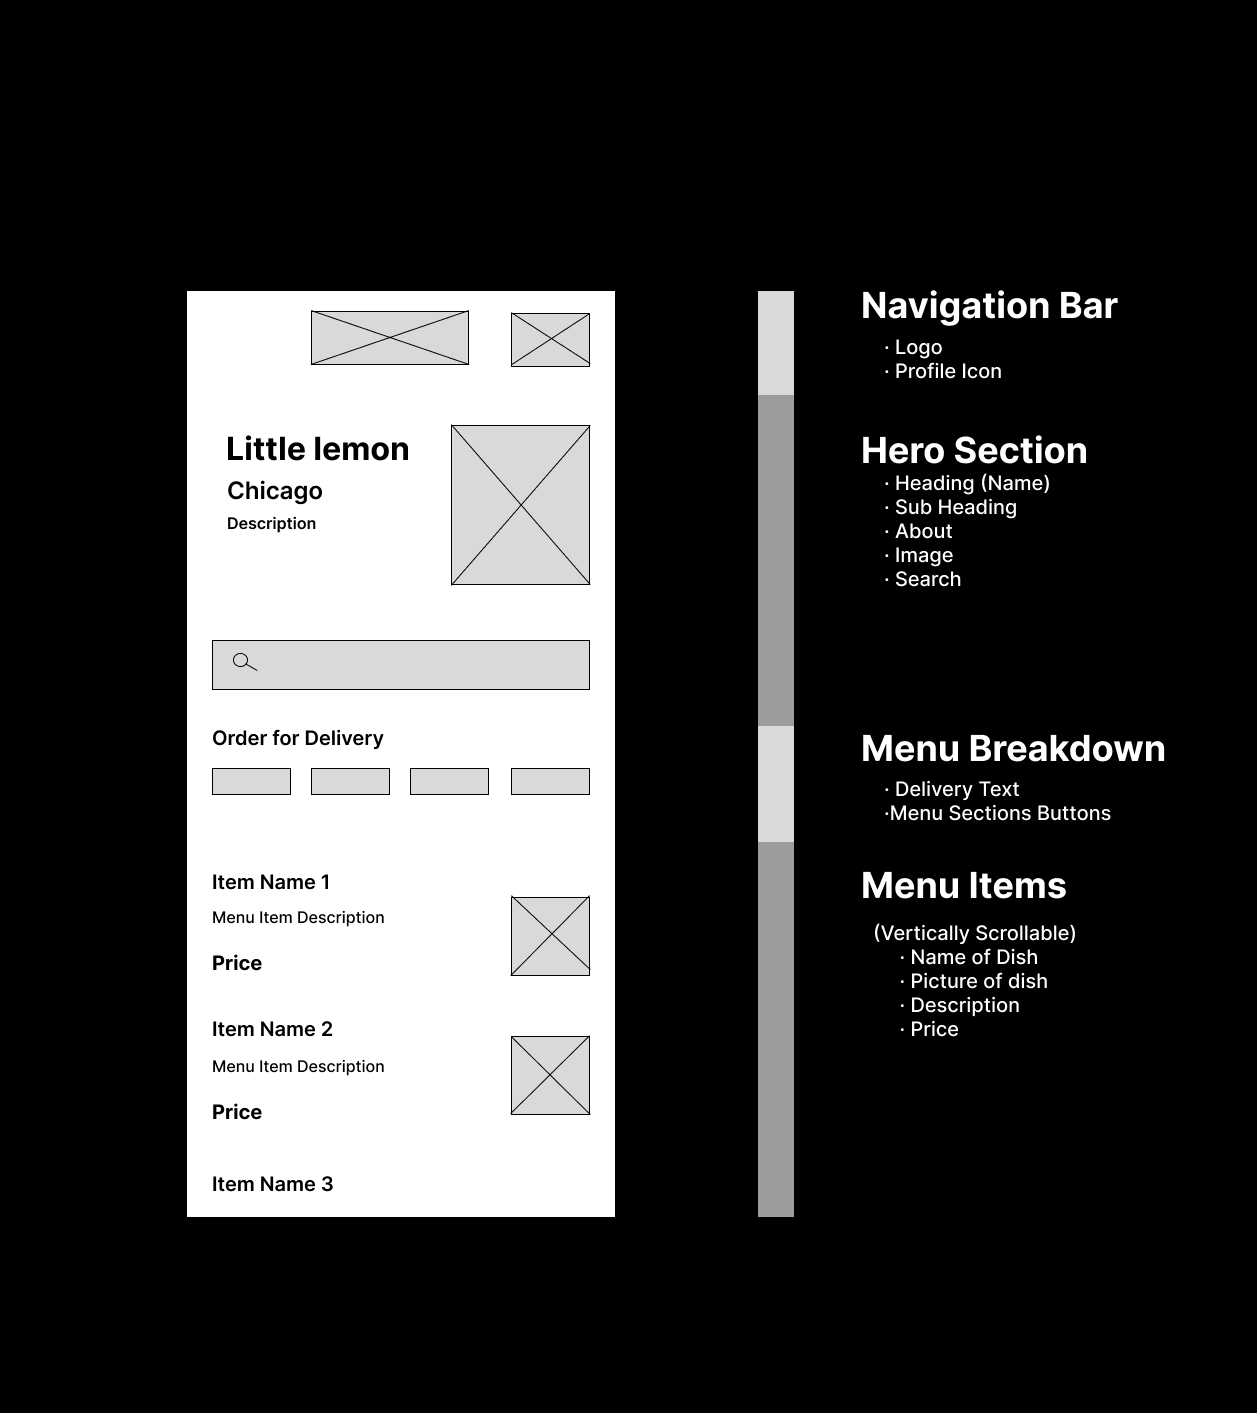 Little lemon
Chicago
Description
Order for Delivery
Item Name 1
Menu Item Description
Price
Item Name 2
Menu Item Description
Price
Item Name 3
Navigation Bar
· Logo
· Profile Icon
Hero Section
· Heading (Name)
· Sub Heading
· About
· Image
· Search
Menu Breakdown
· Delivery Text
·Menu Sections Buttons
Menu Items
(Vertically Scrollable)
· Name of Dish
· Picture of dish
· Description
· Price